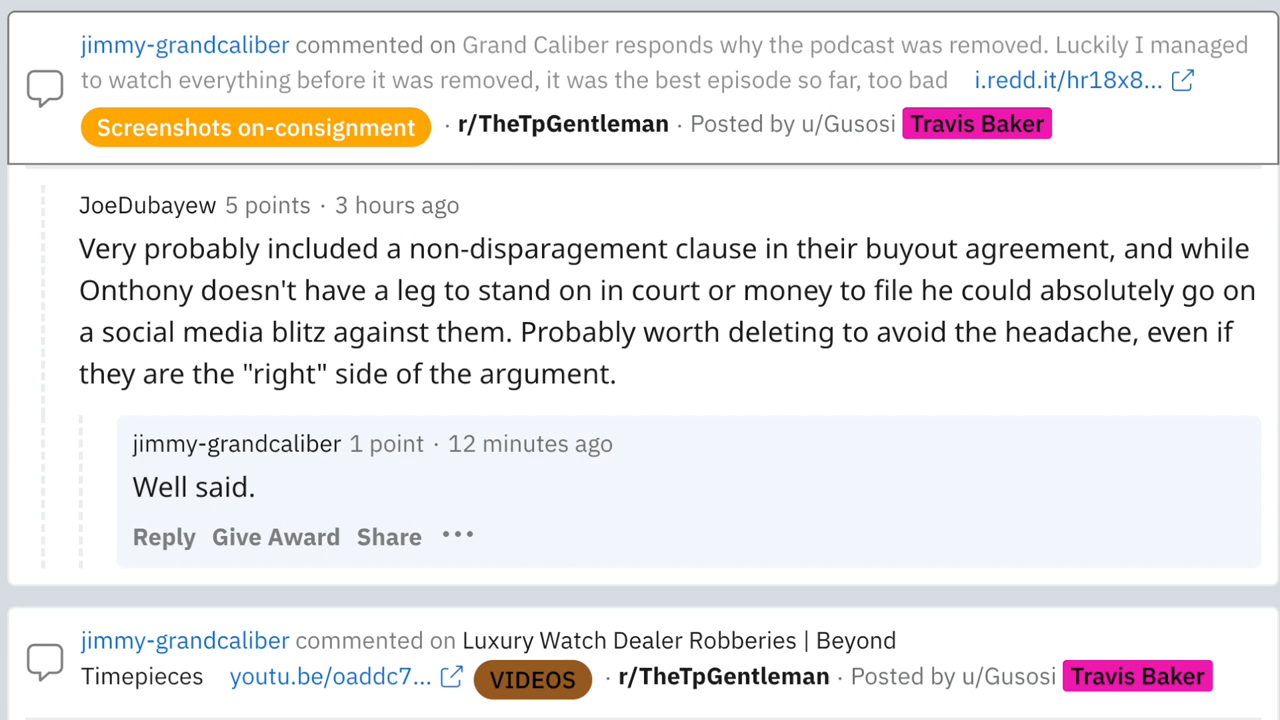 jimmy-grandcaliber commented on Grand Caliber responds why the podcast was removed. Luckily I managed
to watch everything before it was removed, it was the best episode so far, too bad i.redd.it/hr18x8...
Screenshots on-consignment · r/TheTpGentleman · Posted by u/Gusosi Travis Baker
JoeDubayew 5 points · 3 hours ago
Very probably included a non-disparagement clause in their buyout agreement, and while
Onthony doesn't have a leg to stand on in court or money to file he could absolutely go on
a social media blitz against them. Probably worth deleting to avoid the headache, even if
they are the "right" side of the argument.
jimmy-grandcaliber 1 point · 12 minutes ago
Well said.
Reply Give Award Share ···
jimmy-grandcaliber commented on Luxury Watch Dealer Robberies | Beyond
Timepieces youtu.be/oaddc7... VIDEOS · r/TheTpGentleman · Posted by u/Gusosi Travis Baker